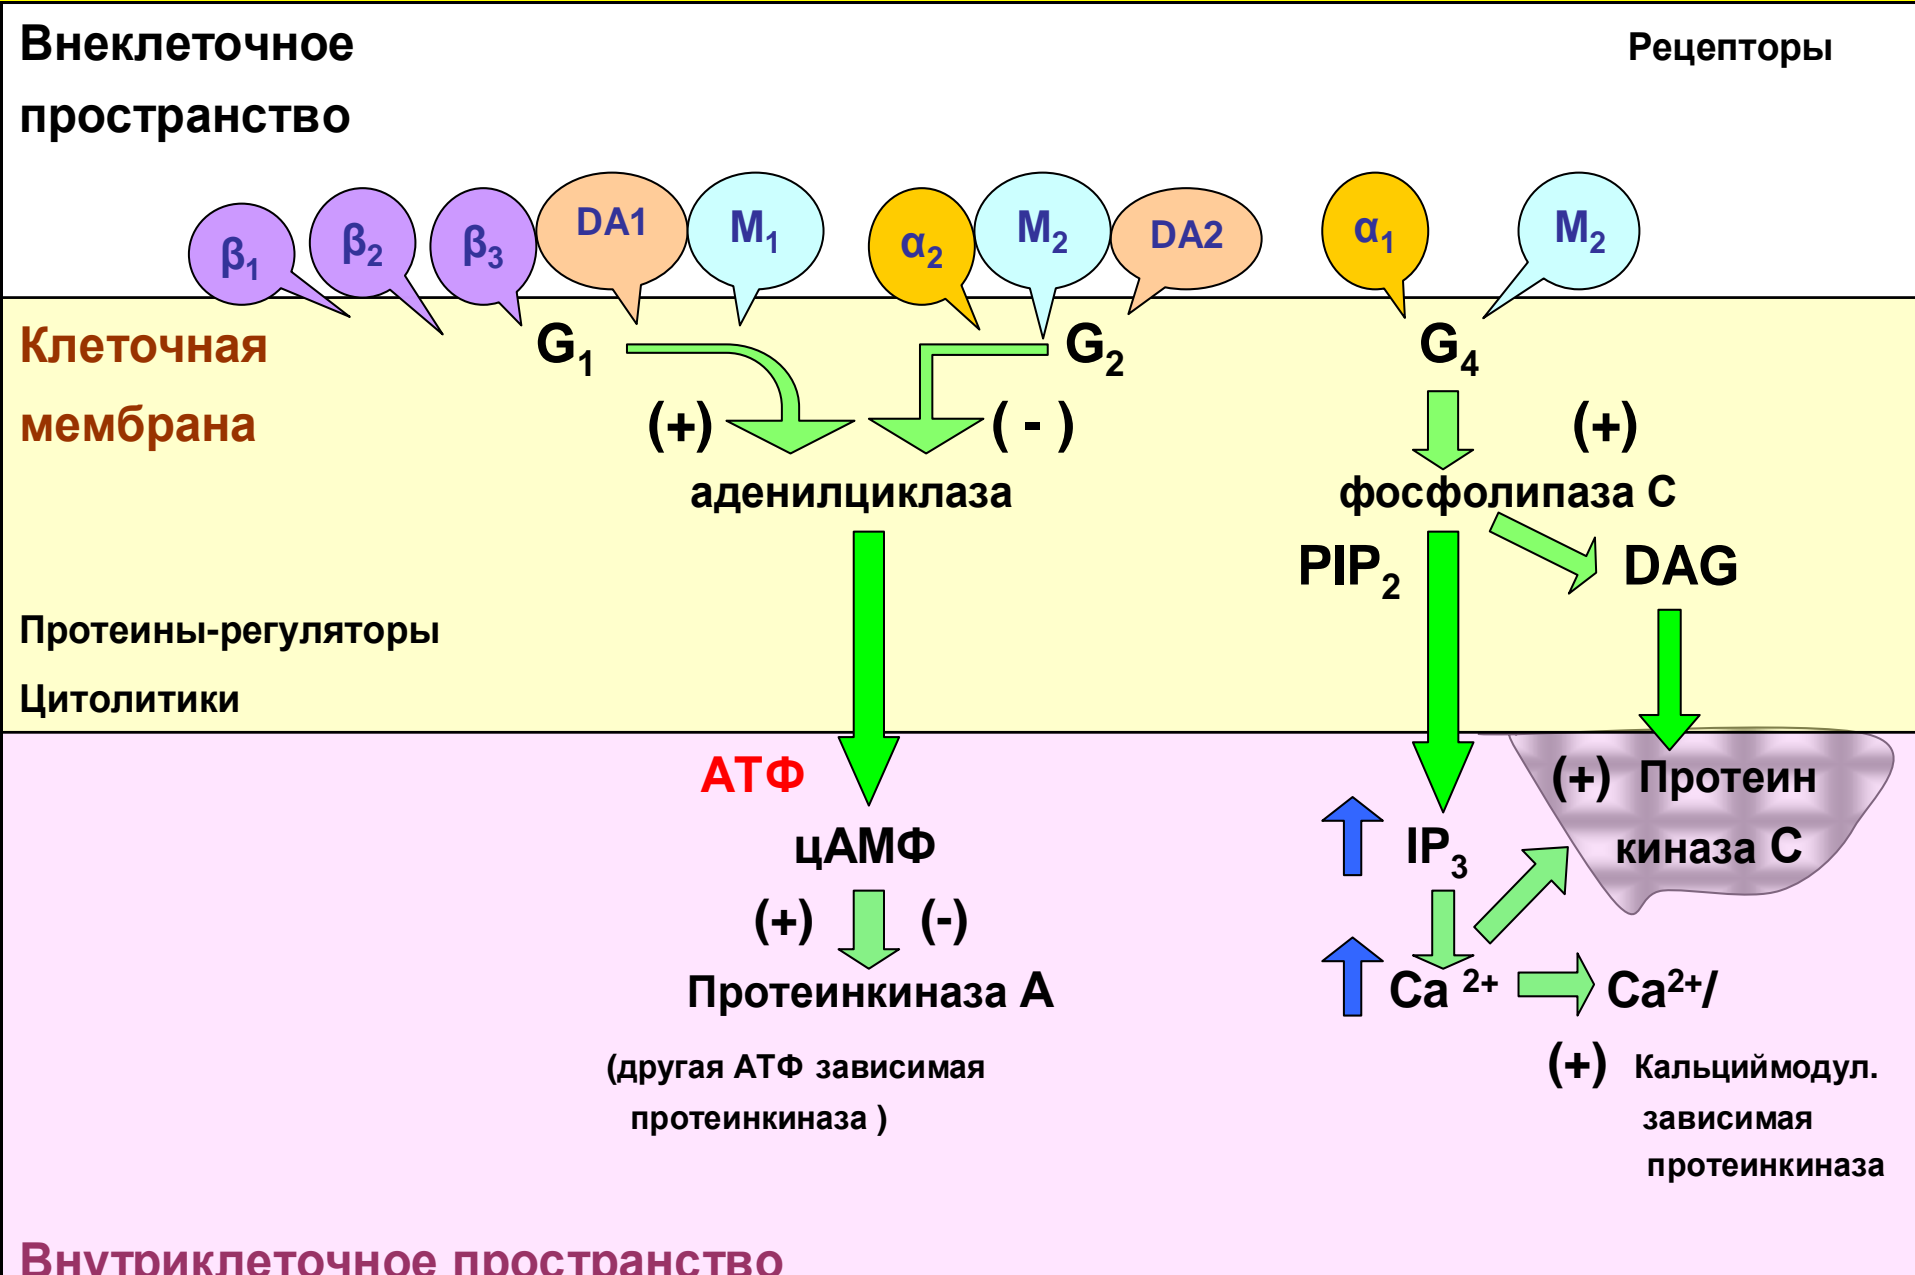 Внеклеточное
пространство
Рецепторы
β1
β2
β3
DA1
M1
α2
M2
DA2
α1
M2
Клеточная
мембрана
G1
G2
G4
(+)
( - )
(+)
аденилциклаза
фосфолипаза С
PIP2
DAG
Протеины-регуляторы
Цитолитики
АТФ
(+) Протеин
киназа С
цАМФ
IP3
(+)
(-)
Протеинкиназа А
Ca 2+
Ca2+/
(другая АТФ зависимая
протеинкиназа )
(+) Кальциймодул.
зависимая
протеинкиназа
Внутриклеточное пространство